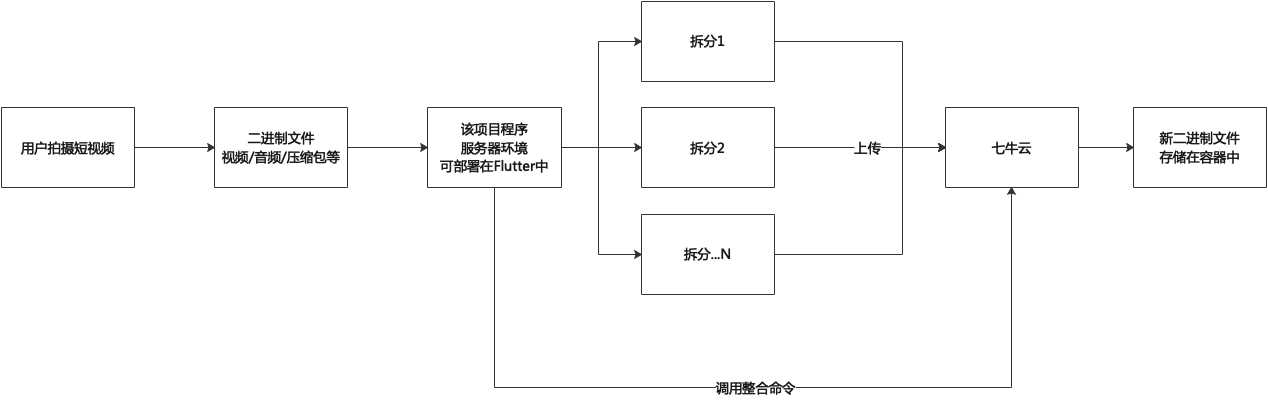 用户拍摄短视频
二进制文件
视频/音频/压缩包等
该项目程序
服务器环境
可部署在Flutter中
拆分1
拆分2
拆分...N
上传
七牛云
新二进制文件
存储在容器中
调用整合命令